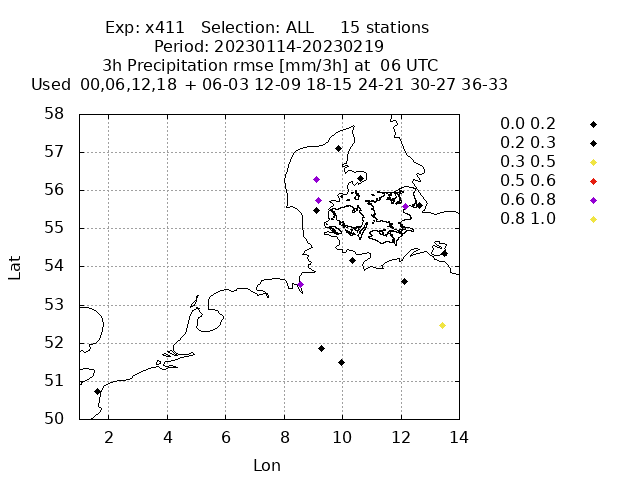 Exp: x411   Selection: ALL     15 stations
Period: 20230114-20230219
3h Precipitation rmse [mm/3h] at  06 UTC
Used  00,06,12,18  + 06-03 12-09 18-15 24-21 30-27 36-33
58
57
56
55
54
53
52
51
50
Lat
2 4 6 8 10 12 14
Lon
0.0 0.2
0.2 0.3
0.3 0.5
0.5 0.6
0.6 0.8
0.8 1.0